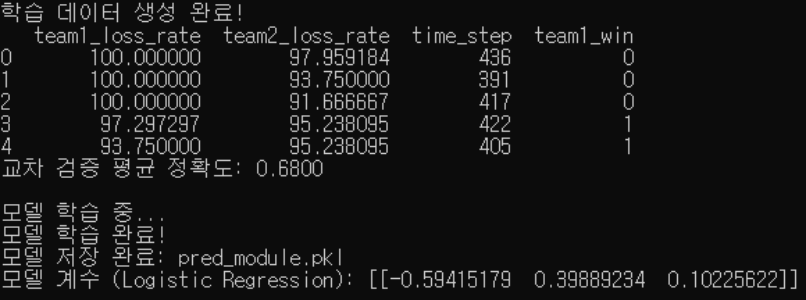 학습 데이터 생성 완료!
team1_loss_rate team2_loss_rate time_step team1_win
0 100.000000 97.959184 436 0
1 100.000000 93.750000 391 0
2 100.000000 91.666667 417 0
3 97.297297 95.238095 422 1
4 93.750000 95.238095 405 1
교차 검증 평균 정확도: 0.6800
모델 학습 중...
모델 학습 완료!
모델 저장 완료: pred_module.pkl
모델 계수 (Logistic Regression): [[-0.59415179 0.39889234 0.10225622]]